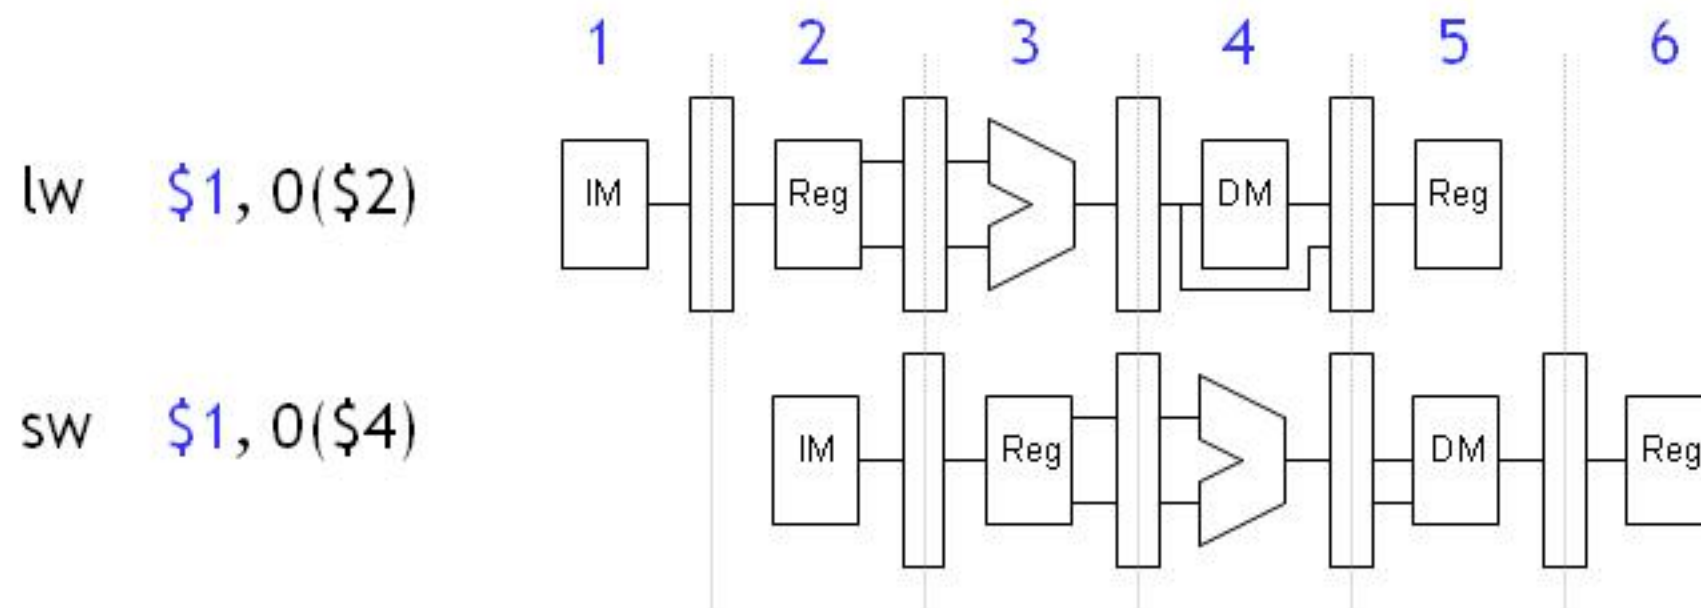 1 2 3 4 5 6
lw $1, 0($2) IM Reg DM Reg
sw $1, 0($4) IM Reg DM Reg